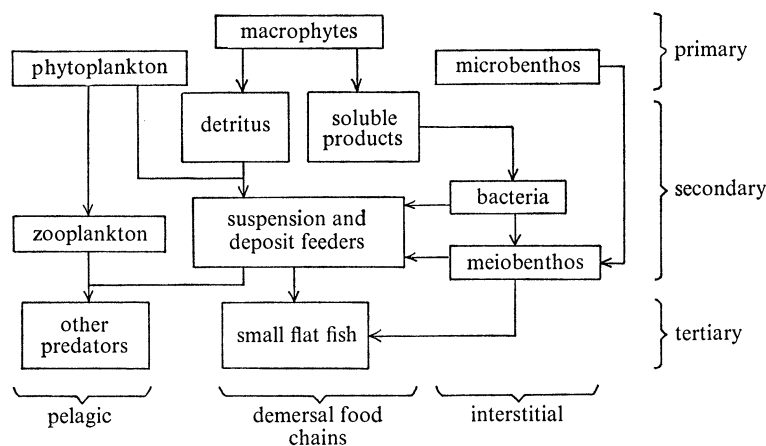 macrophytes
phytoplankton
microbenthos
primary
detritus
soluble
products
bacteria
secondary
suspension and
deposit feeders
zooplankton
meiobenthos
other
predators
small flat fish
tertiary
pelagic
demersal food
chains
interstitial